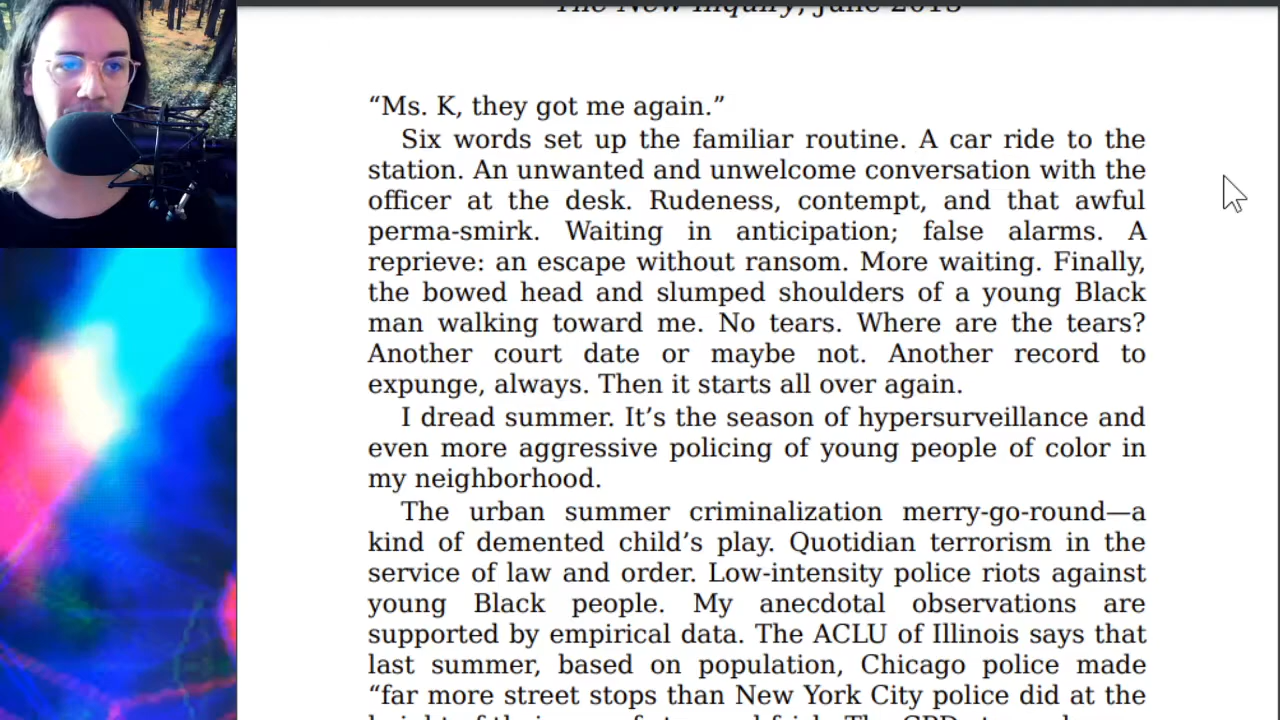 The New Inquiry, June 2015
“Ms. K, they got me again.”
Six words set up the familiar routine. A car ride to the
station. An unwanted and unwelcome conversation with the
officer at the desk. Rudeness, contempt, and that awful
perma-smirk. Waiting in anticipation; false alarms. A
reprieve: an escape without ransom. More waiting. Finally,
the bowed head and slumped shoulders of a young Black
man walking toward me. No tears. Where are the tears?
Another court date or maybe not. Another record to
expunge, always. Then it starts all over again.
I dread summer. It’s the season of hypersurveillance and
even more aggressive policing of young people of color in
my neighborhood.
The urban summer criminalization merry-go-round—a
kind of demented child’s play. Quotidian terrorism in the
service of law and order. Low-intensity police riots against
young Black people. My anecdotal observations are
supported by empirical data. The ACLU of Illinois says that
last summer, based on population, Chicago police made
“far more street stops than New York City police did at the